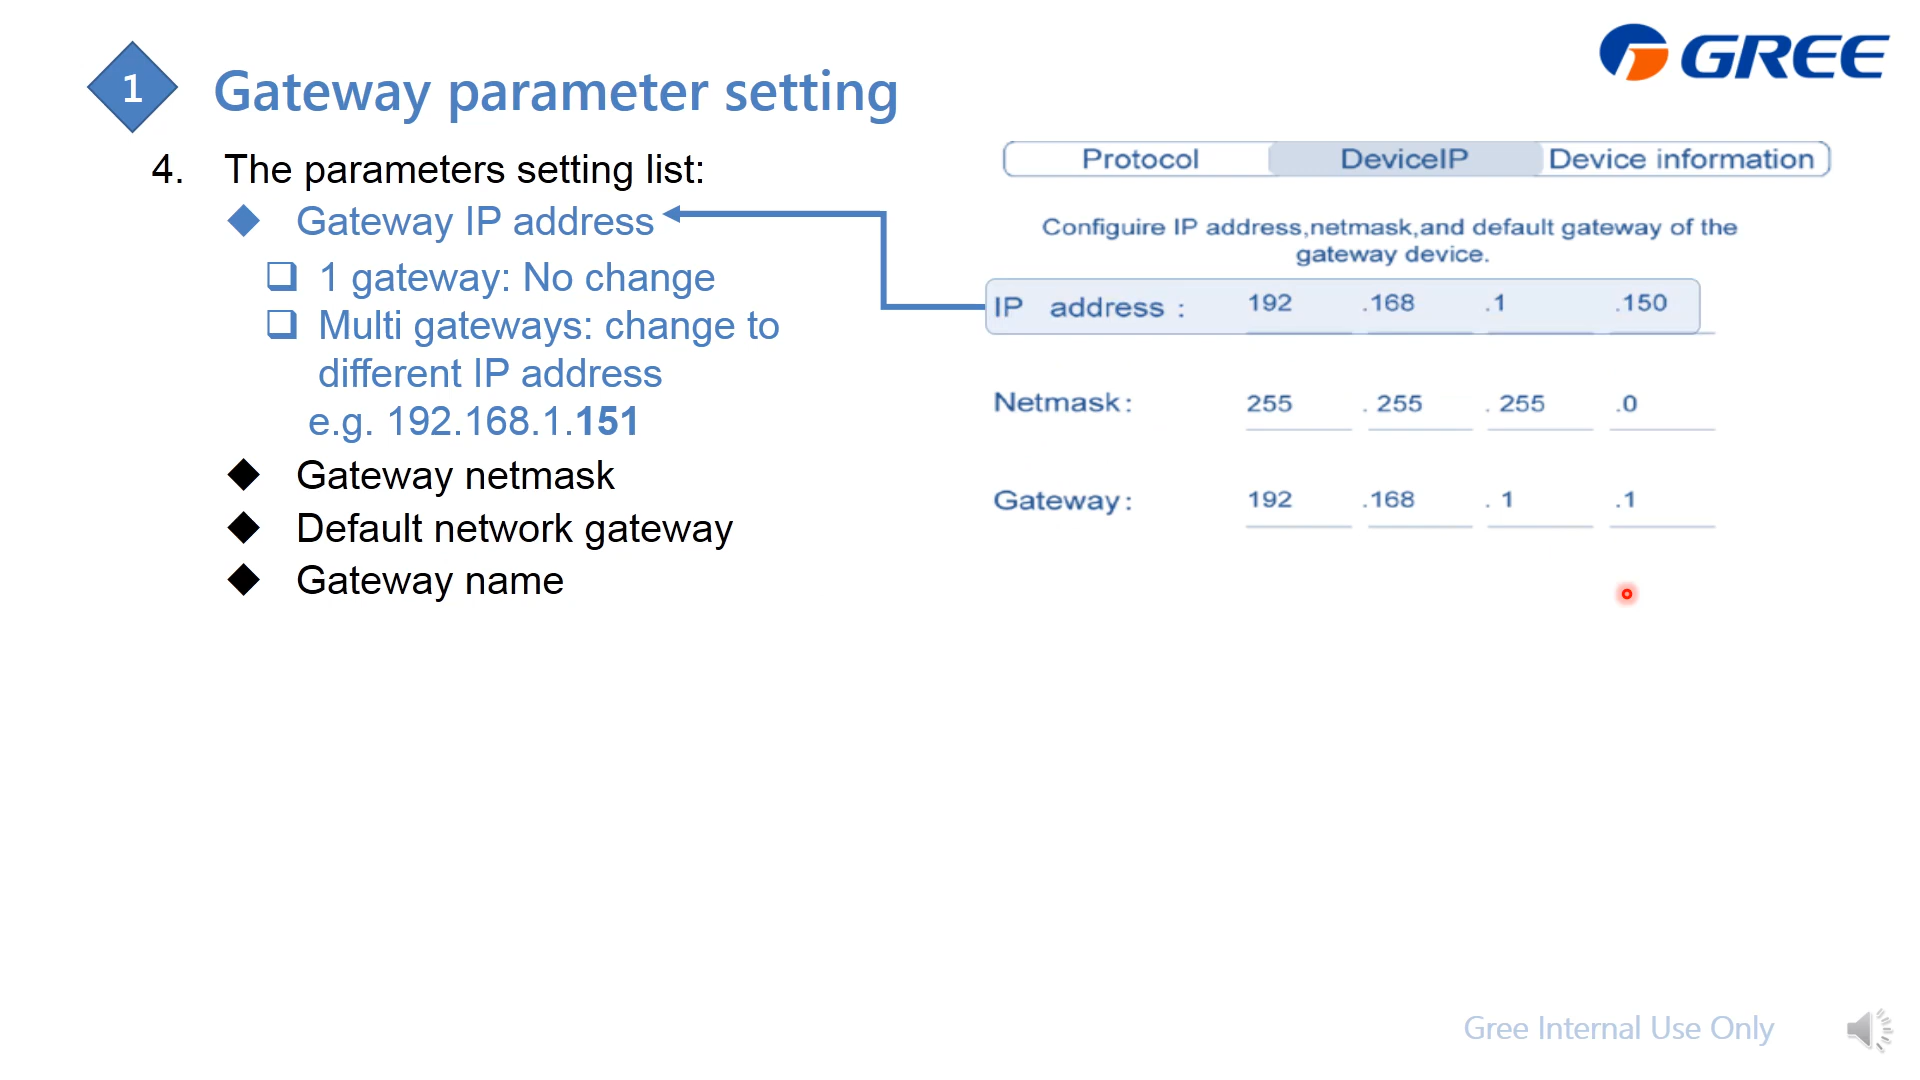 1
Gateway parameter setting
GREE
4. The parameters setting list:
Gateway IP address
1 gateway: No change
Multi gateways: change to
different IP address
e.g. 192.168.1.151
Gateway netmask
Default network gateway
Gateway name
Protocol DeviceIP Device information
Configuire IP address,netmask,and default gateway of the
gateway device.
IP address : 192 .168 .1 .150
Netmask: 255 . 255 . 255 .0
Gateway: 192 .168 . 1 .1
Gree Internal Use Only